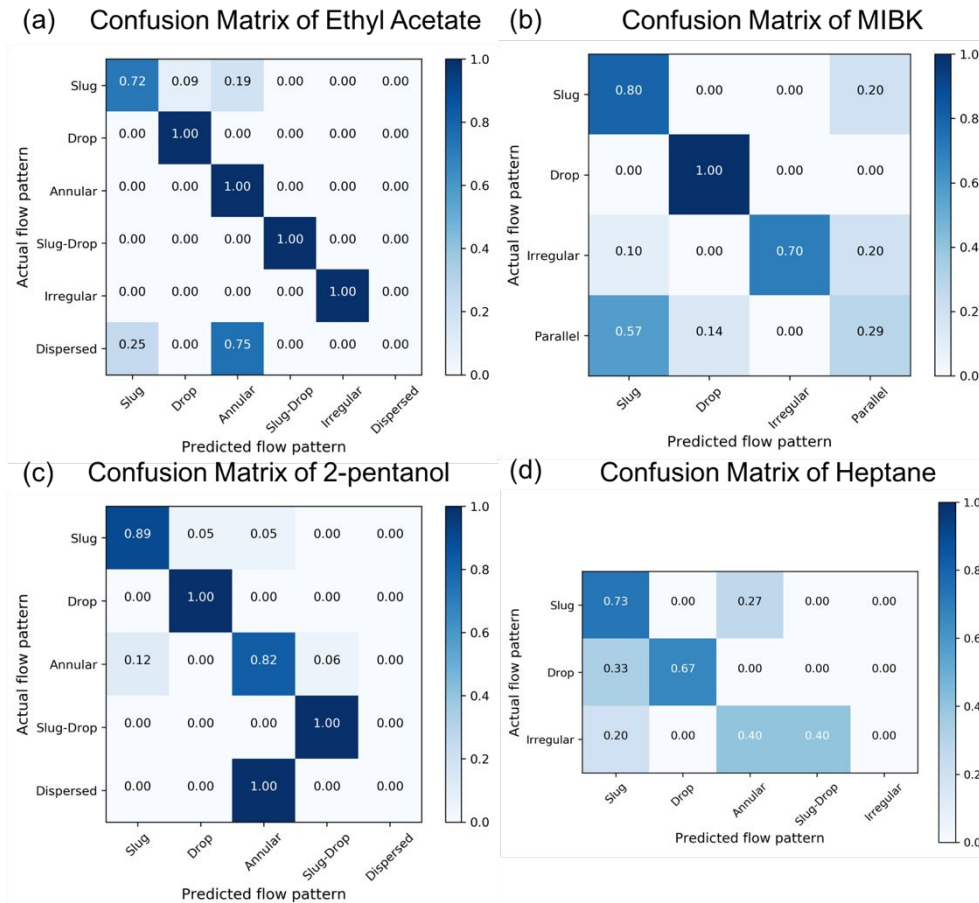 (a) Confusion Matrix of Ethyl Acetate
Actual flow pattern
Slug 0.72 0.09 0.19 0.00 0.00 0.00
Drop 0.00 1.00 0.00 0.00 0.00 0.00
Annular 0.00 0.00 1.00 0.00 0.00 0.00
Slug-Drop 0.00 0.00 0.00 1.00 0.00 0.00
Irregular 0.00 0.00 0.00 0.00 1.00 0.00
Dispersed 0.25 0.00 0.75 0.00 0.00 0.00
Slug Drop Annular Slug-Drop Irregular Dispersed
Predicted flow pattern
1.0
0.8
0.6
0.4
0.2
0.0
(b) Confusion Matrix of MIBK
Actual flow pattern
Slug 0.80 0.00 0.00 0.20
Drop 0.00 1.00 0.00 0.00
Irregular 0.10 0.00 0.70 0.20
Parallel 0.57 0.14 0.00 0.29
Slug Drop Irregular Parallel
Predicted flow pattern
1.0
0.8
0.6
0.4
0.2
0.0
(c) Confusion Matrix of 2-pentanol
Actual flow pattern
Slug 0.89 0.05 0.05 0.00 0.00
Drop 0.00 1.00 0.00 0.00 0.00
Annular 0.12 0.00 0.82 0.06 0.00
Slug-Drop 0.00 0.00 0.00 1.00 0.00
Dispersed 0.00 0.00 1.00 0.00 0.00
Slug Drop Annular Slug-Drop Dispersed
Predicted flow pattern
1.0
0.8
0.6
0.4
0.2
0.0
(d) Confusion Matrix of Heptane
Actual flow pattern
Slug 0.73 0.00 0.27 0.00 0.00
Drop 0.33 0.67 0.00 0.00 0.00
Irregular 0.20 0.00 0.40 0.40 0.00
Slug Drop Annular Slug-Drop Irregular
Predicted flow pattern
1.0
0.8
0.6
0.4
0.2
0.0